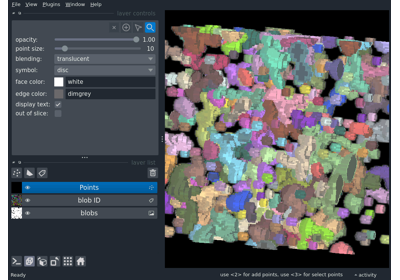 File View Plugins Window Help
layer controls
opacity: 1.00
point size: 10
blending: translucent
symbol: disc
face color: white
edge color: dimgrey
display text:
out of slice:
layer list
Points
blob ID
blobs
Ready
use <2> for add points, use <3> for select points
activity